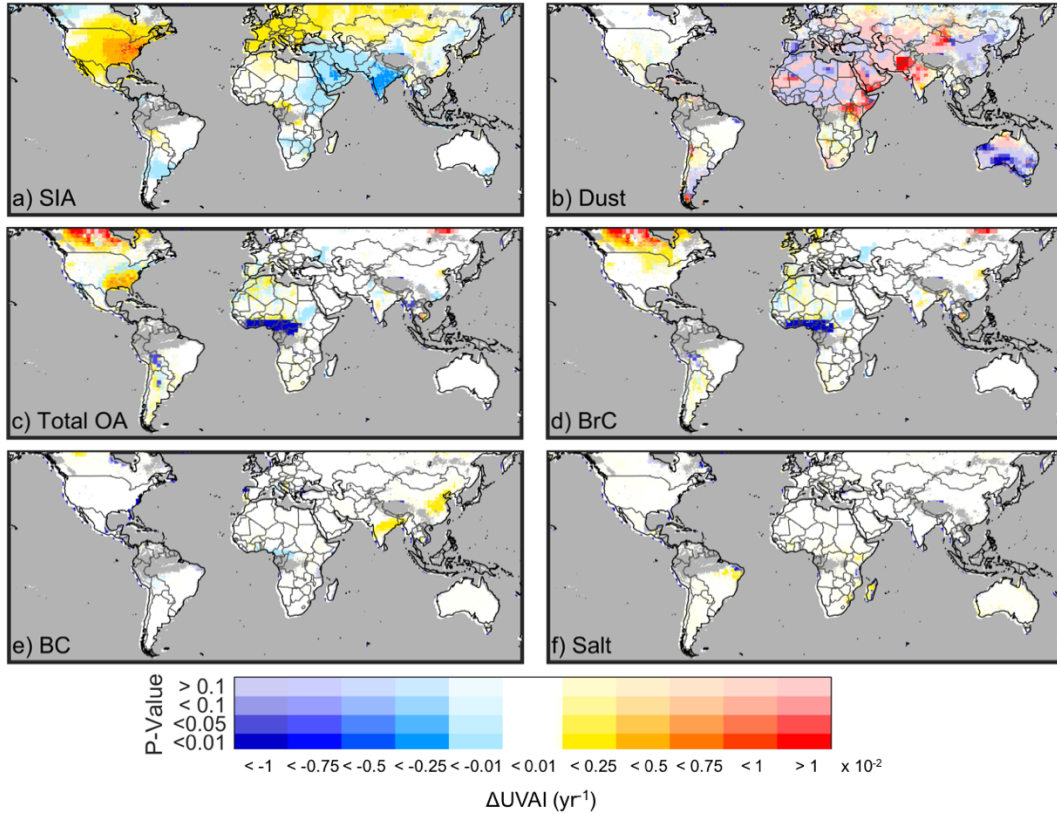 a) SIA
b) Dust
c) Total OA
d) BrC
e) BC
f) Salt
P-Value
> 0.1
< 0.1
<0.05
<0.01
< -1 < -0.75 < -0.5 < -0.25 < -0.01 < 0.01 < 0.25 < 0.5 < 0.75 < 1 > 1 x 10⁻²
ΔUVAI (yr⁻¹)